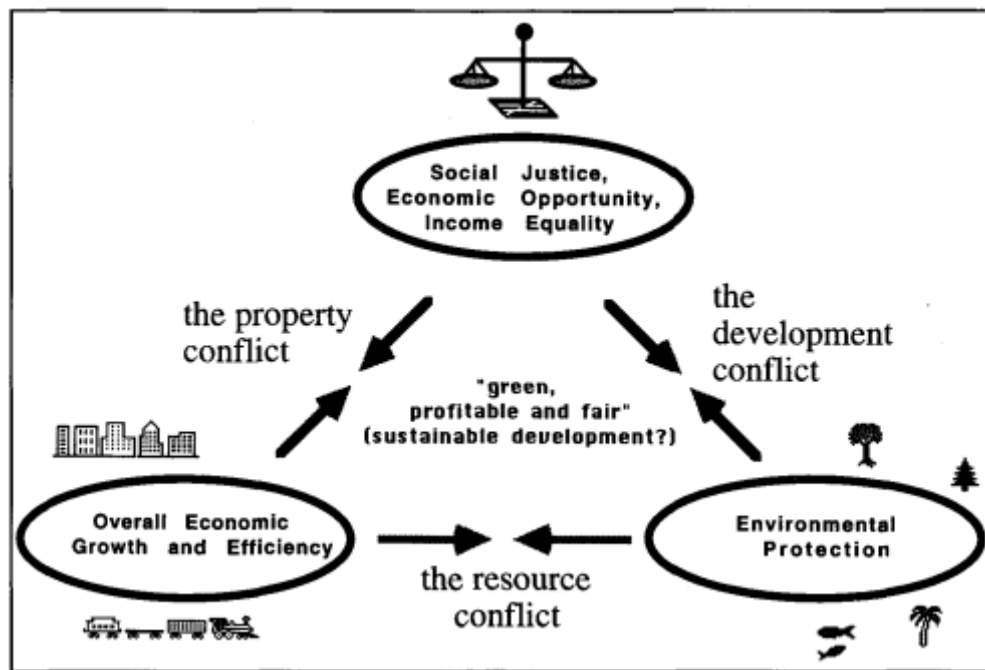 Social Justice,
Economic Opportunity,
Income Equality
the property
conflict
the
development
conflict
"green,
profitable and fair"
(sustainable development?)
Overall Economic
Growth and Efficiency
Environmental
Protection
the resource
conflict